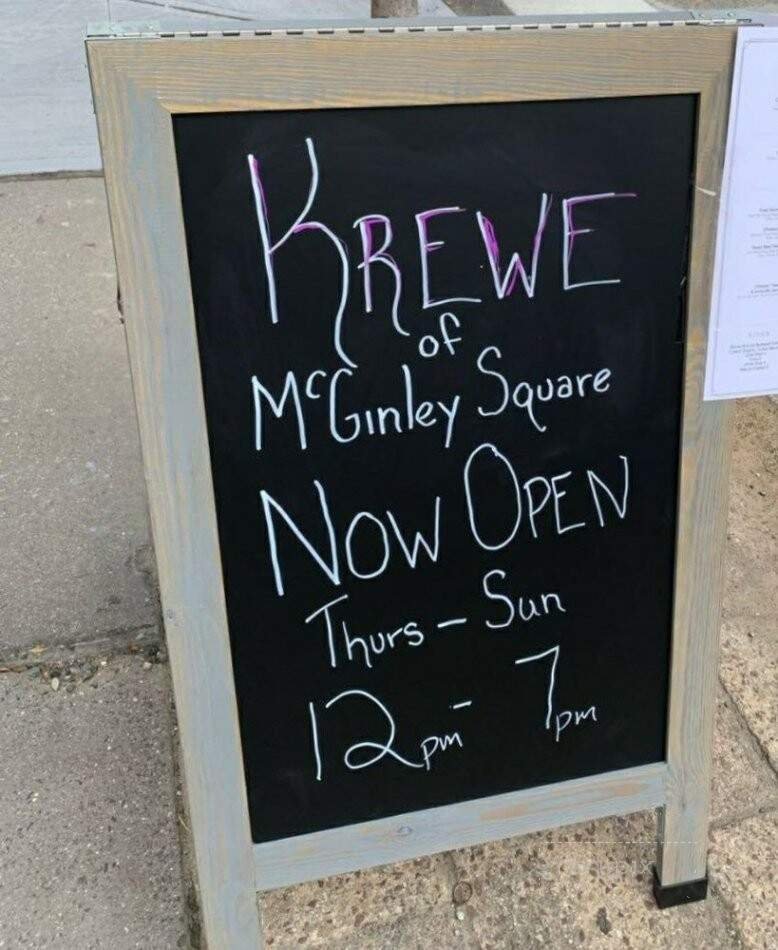 KREWE
of
McGinley Square
NOW OPEN
Thurs - Sun
12pm - 7pm